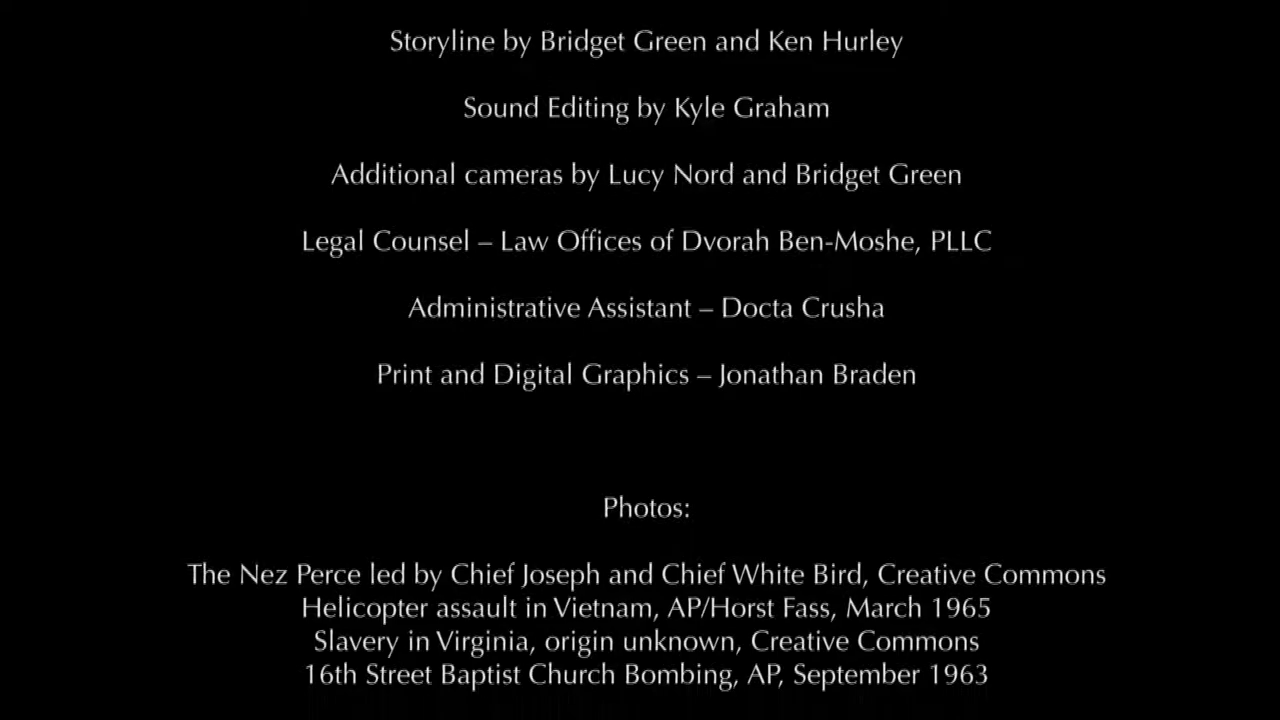 Storyline by Bridget Green and Ken Hurley
Sound Editing by Kyle Graham
Additional cameras by Lucy Nord and Bridget Green
Legal Counsel – Law Offices of Dvorah Ben-Moshe, PLLC
Administrative Assistant – Docta Crusha
Print and Digital Graphics – Jonathan Braden
Photos:
The Nez Perce led by Chief Joseph and Chief White Bird, Creative Commons
Helicopter assault in Vietnam, AP/Horst Fass, March 1965
Slavery in Virginia, origin unknown, Creative Commons
16th Street Baptist Church Bombing, AP, September 1963